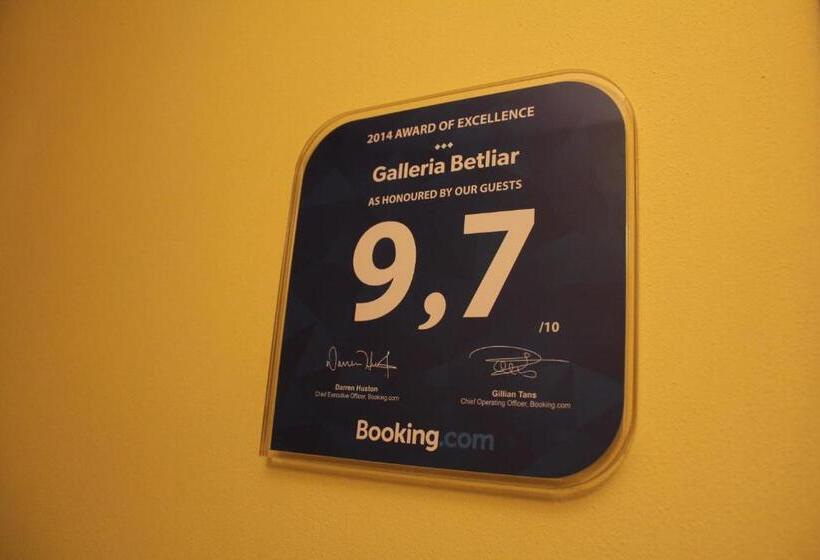 2014 AWARD OF EXCELLENCE
Galleria Betliar
AS HONOURED BY OUR GUESTS
9,7
/10
Darren Huston
Chief Executive Officer, Booking.com
Gillian Tans
Chief Operating Officer, Booking.com
Booking.com